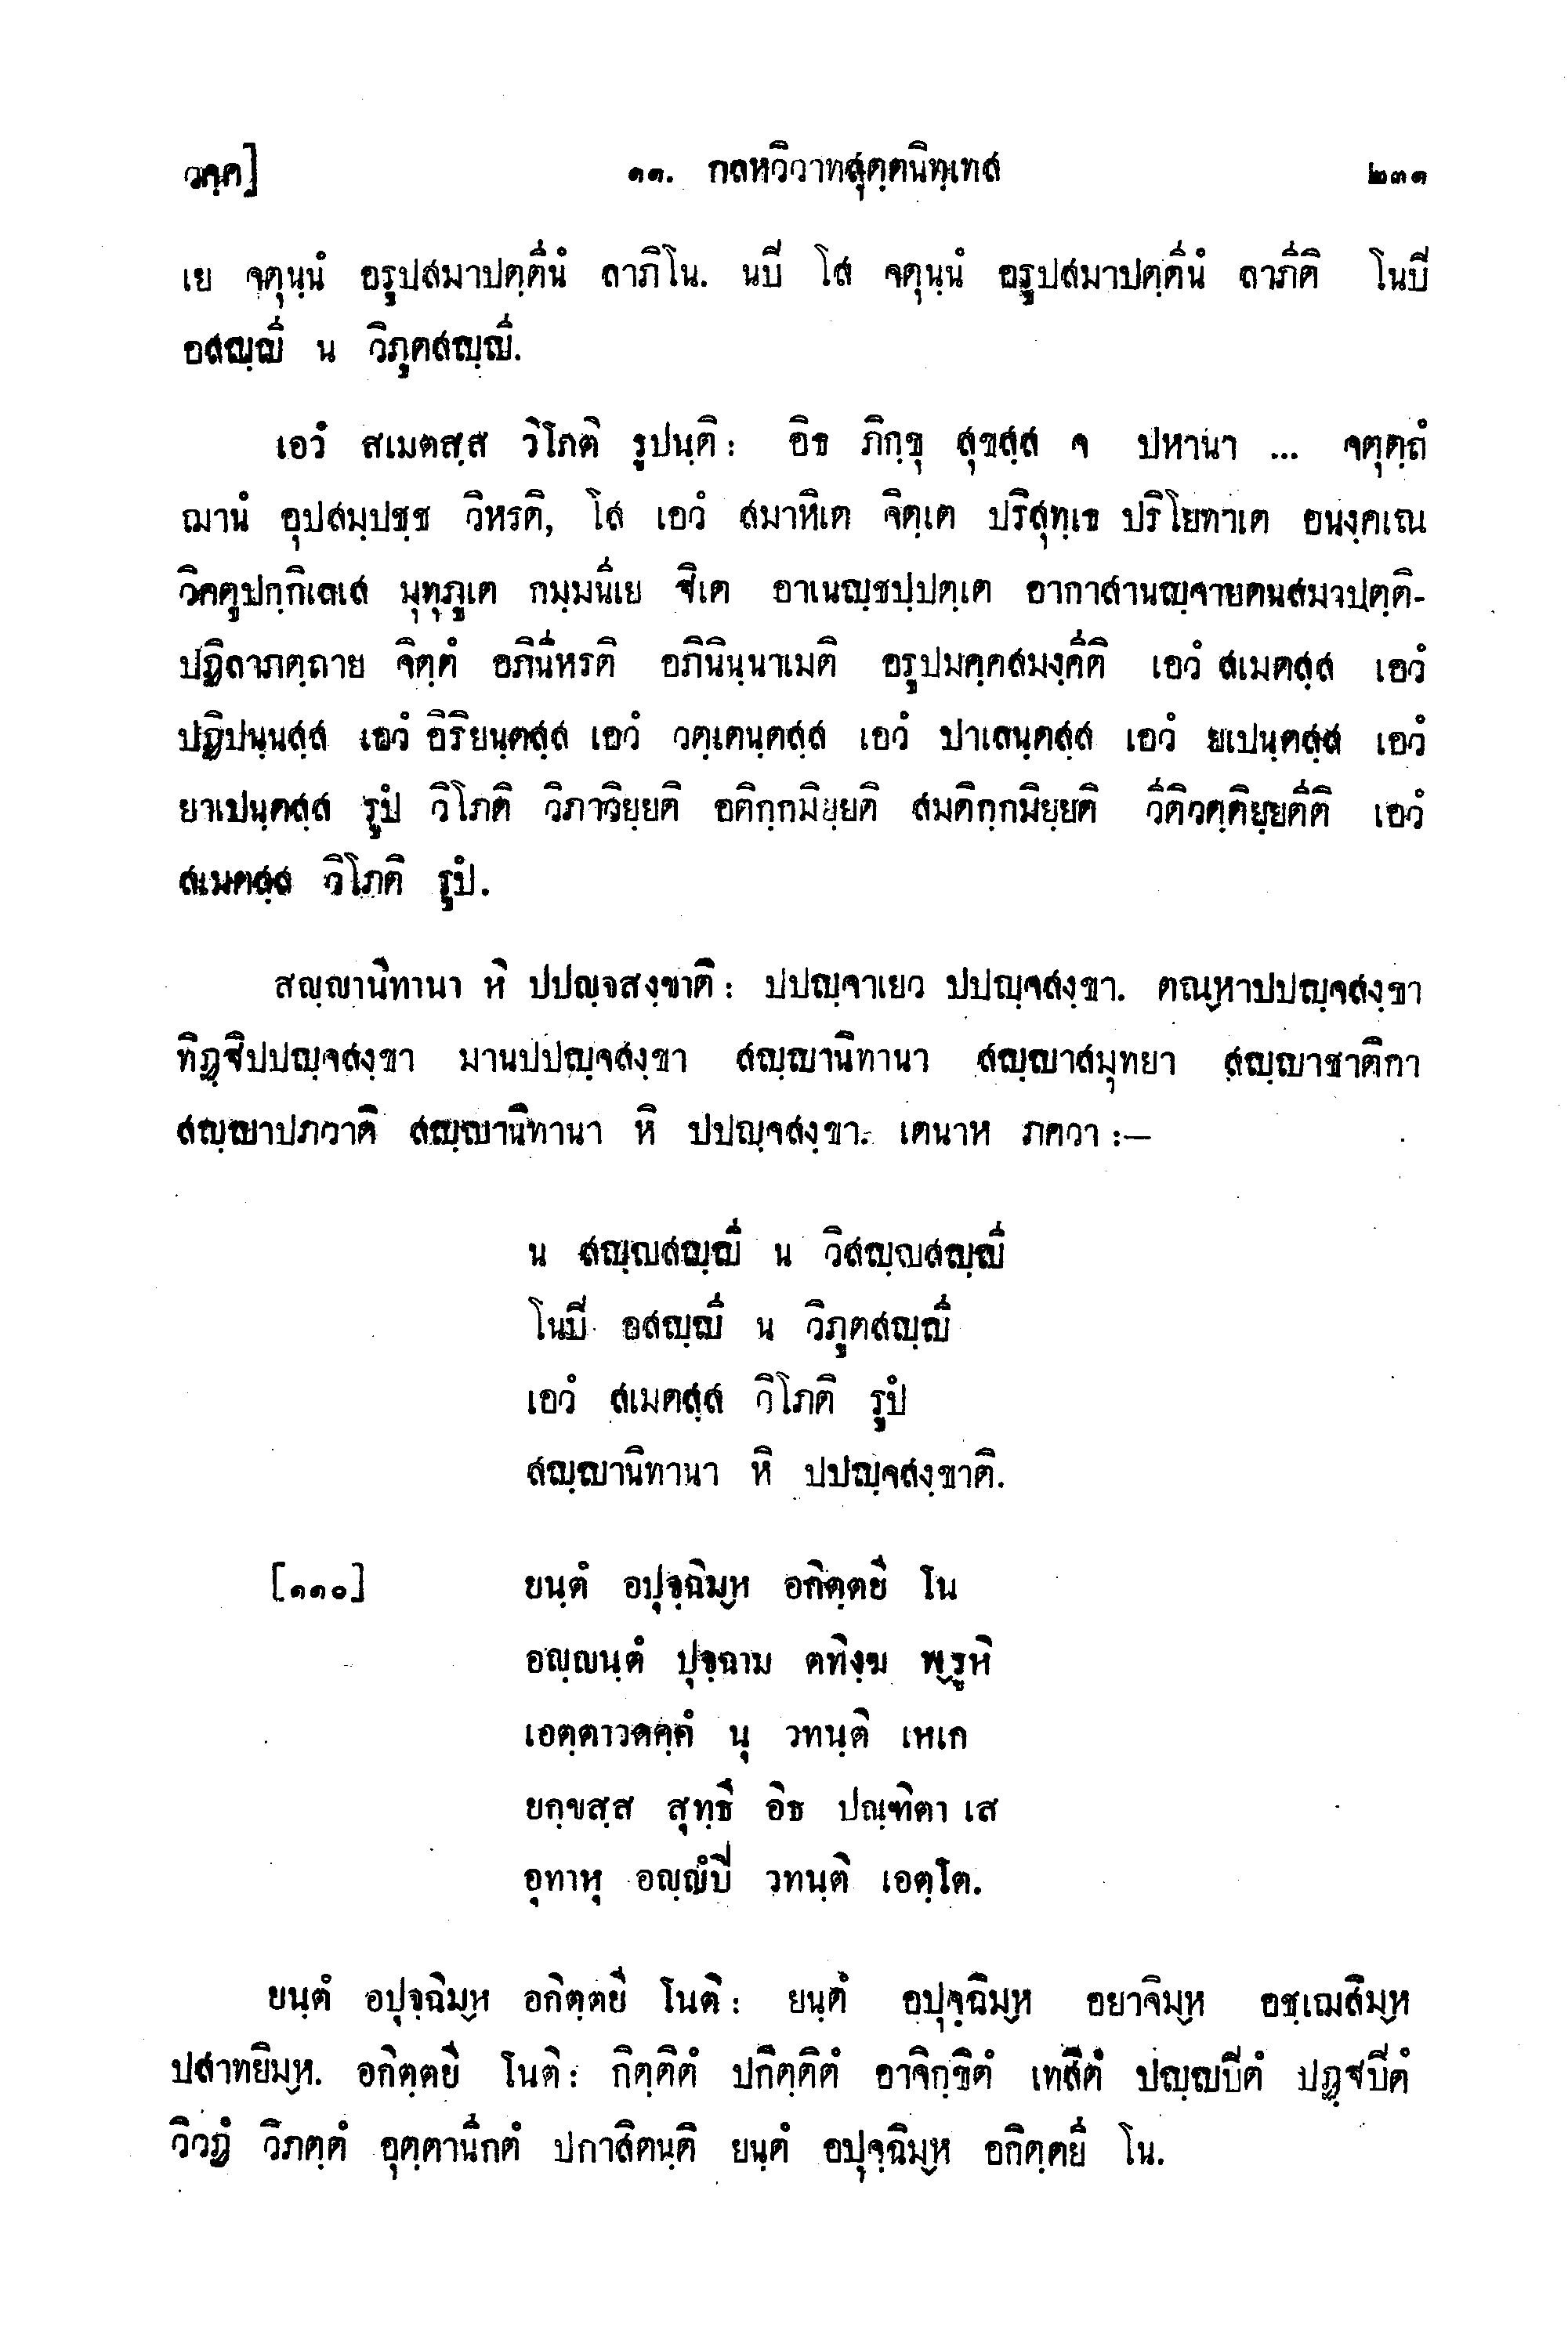 วคฺค]	๑๑. กลหวิวาทสุตฺตนิทฺเทส	๒๓๑
เย จตุนฺนํ อรูปสมาปตฺตีนํ ลาภิโน. นปิ โส จตุนฺนํ อรูปสมาปตฺตีนํ ลาภีติ โนปิ
อสญฺญี น วิภูตสญฺญี.
เอวํ สเมตสฺส วิโภติ รูปนฺติ: อิธ ภิกฺขุ สุขสฺส จ ปหานา ... จตุตฺถํ
ฌานํ อุปสมฺปชฺช วิหรติ, โส เอวํ สมาหิเต จิตฺเต ปริสุทฺเธ ปริโยทาเต อนงฺคเณ
วิคตูปกฺกิเลเส มุทุภูเต กมฺมนีเย ฐิเต อาเนญฺชปฺปตฺเต อากาสานญฺจายตนสมาปตฺติ-
ปฏิลาภตฺถาย จิตฺตํ อภินีหรติ อภินินฺนาเมติ อรูปมคฺคสมงฺคีติ เอวํ สเมตสฺส เอวํ
ปฏิปนฺนสฺส เอวํ อิริยนฺตสฺส เอวํ วตฺเตนฺตสฺส เอวํ ปาเลนฺตสฺส เอวํ ยเปนฺตสฺส เอวํ
ยาเปนฺตสฺส รูปํ วิโภติ วิภาวิยฺยติ อติกฺกมิยฺยติ สมติกฺกมิยฺยติ วีติวตฺติยฺยตีติ เอวํ
สเมตสฺส วิโภติ รูปํ.
สญฺญานิทานา หิ ปปญฺจสงฺขาติ: ปปญฺจาเยว ปปญฺจสงฺขา. ตณฺหาปปญฺจสงฺขา
ทิฏฺฐิปปญฺจสงฺขา มานปปญฺจสงฺขา สญฺญานิทานา สญฺญาสมุทยา สญฺญาชาติกา
สญฺญาปภวาติ สญฺญานิทานา หิ ปปญฺจสงฺขา. เตนาห ภควา :—
น สญฺญสญฺญี น วิสญฺญสญฺญี
โนปิ อสญฺญี น วิภูตสญฺญี
เอวํ สเมตสฺส วิโภติ รูปํ
สญฺญานิทานา หิ ปปญฺจสงฺขาติ.
[๑๑๐]	ยนฺตํ อปุจฺฉิมฺห อกิตฺตยี โน
อญฺญนฺตํ ปุจฺฉาม ตทิงฺฆ พฺรูหิ
เอตฺตาวตคฺคํ นุ วทนฺติ เหเก
ยกฺขสฺส สุทฺธึ อิธ ปณฺฑิตา เส
อุทาหุ อญฺญํปิ วทนฺติ เอตฺโต.
ยนฺตํ อปุจฺฉิมฺห อกิตฺตยี โนติ: ยนฺตํ อปุจฺฉิมฺห อยาจิมฺห อชฺเฌสิมฺห
ปสาทยิมฺห. อกิตฺตยี โนติ: กิตฺติตํ ปกิตฺติตํ อาจิกฺขิตํ เทสิตํ ปญฺญปิตํ ปฏฺฐปิตํ
วิวฏํ วิภตฺตํ อุตฺตานีกตํ ปกาสิตนฺติ ยนฺตํ อปุจฺฉิมฺห อกิตฺตยี โน.